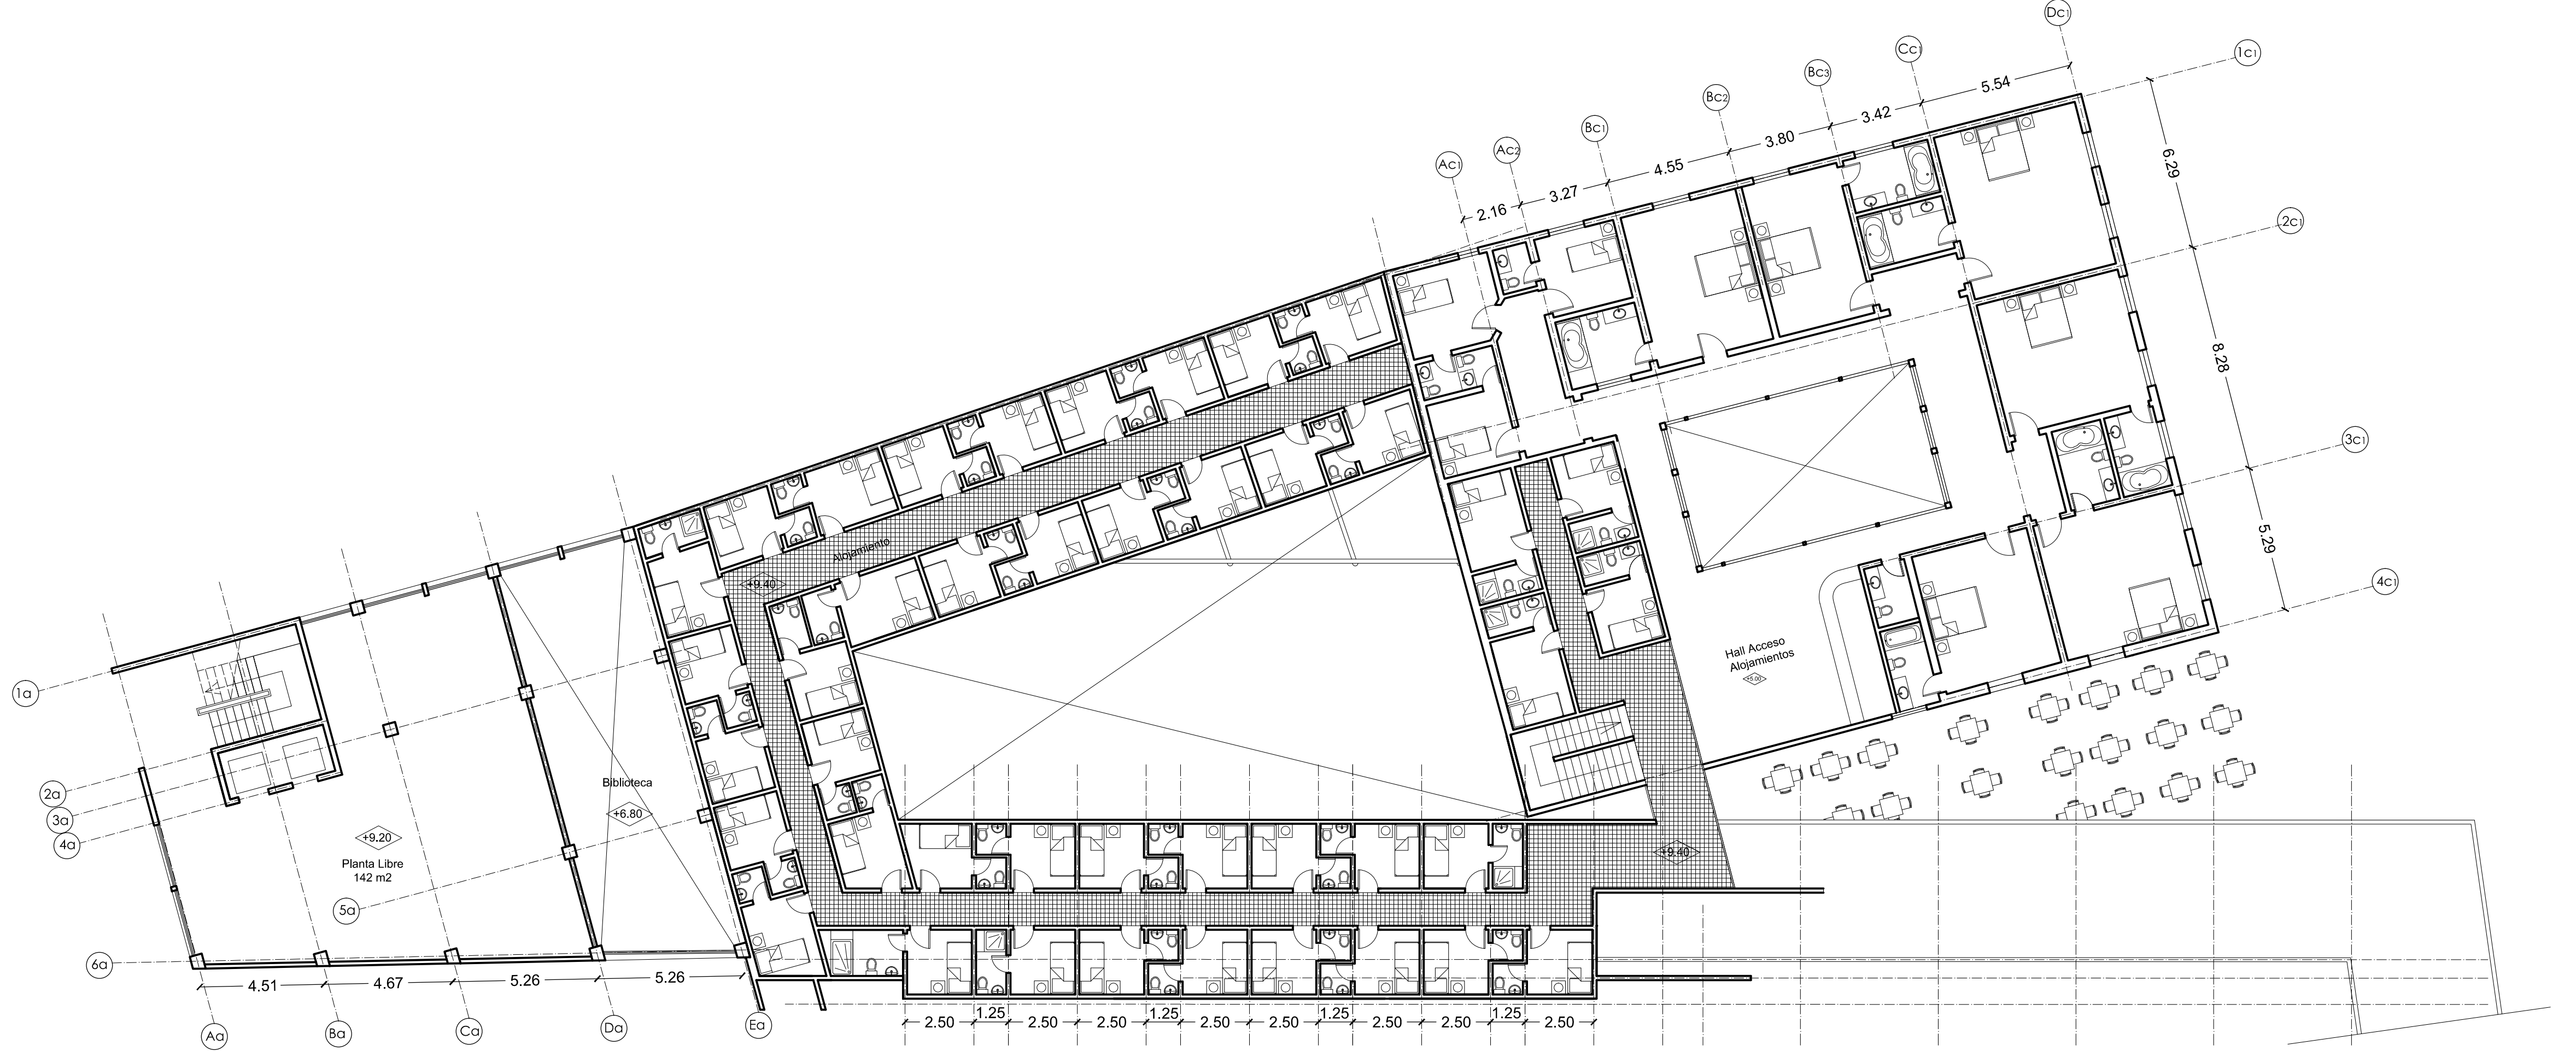 Dc1
Cc1
1c1
Bc3
5.54
Bc2
3.42
Bc1
3.80
Ac2
4.55
Ac1
3.27
6.29
2.16
2c1
8.28
3c1
5.29
4c1
Alojamiento
+9.40
Hall Acceso
Alojamientos
+5.00
1a
2a
3a
4a
5a
6a
Biblioteca
+6.80
+9.20
Planta Libre
142 m2
+9.40
4.51
4.67
5.26
5.26
Aa
Ba
Ca
Da
Ea
2.50
1.25
2.50
2.50
1.25
2.50
2.50
1.25
2.50
2.50
1.25
2.50